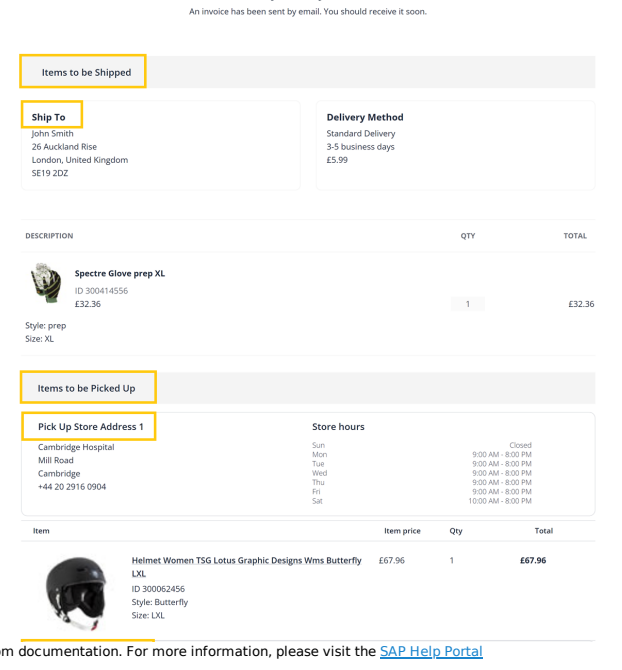 An invoice has been sent by email. You should receive it soon.
Items to be Shipped
Ship To
John Smith
26 Auckland Rise
London, United Kingdom
SE19 2DZ
Delivery Method
Standard Delivery
3-5 business days
£5.99
DESCRIPTION QTY TOTAL
Spectre Glove prep XL
ID 300414556
£32.36 1 £32.36
Style: prep
Size: XL
Items to be Picked Up
Pick Up Store Address 1
Cambridge Hospital
Mill Road
Cambridge
+44 20 2916 0904
Store hours
Sun Closed
Mon 9:00 AM - 8:00 PM
Tue 9:00 AM - 8:00 PM
Wed 9:00 AM - 8:00 PM
Thu 9:00 AM - 8:00 PM
Fri 9:00 AM - 8:00 PM
Sat 10:00 AM - 8:00 PM
Item Item price Qty Total
Helmet Women TSG Lotus Graphic Designs Wms Butterfly £67.96 1 £67.96
LXL
ID 300062456
Style: Butterfly
Size: LXL
om documentation. For more information, please visit the SAP Help Portal